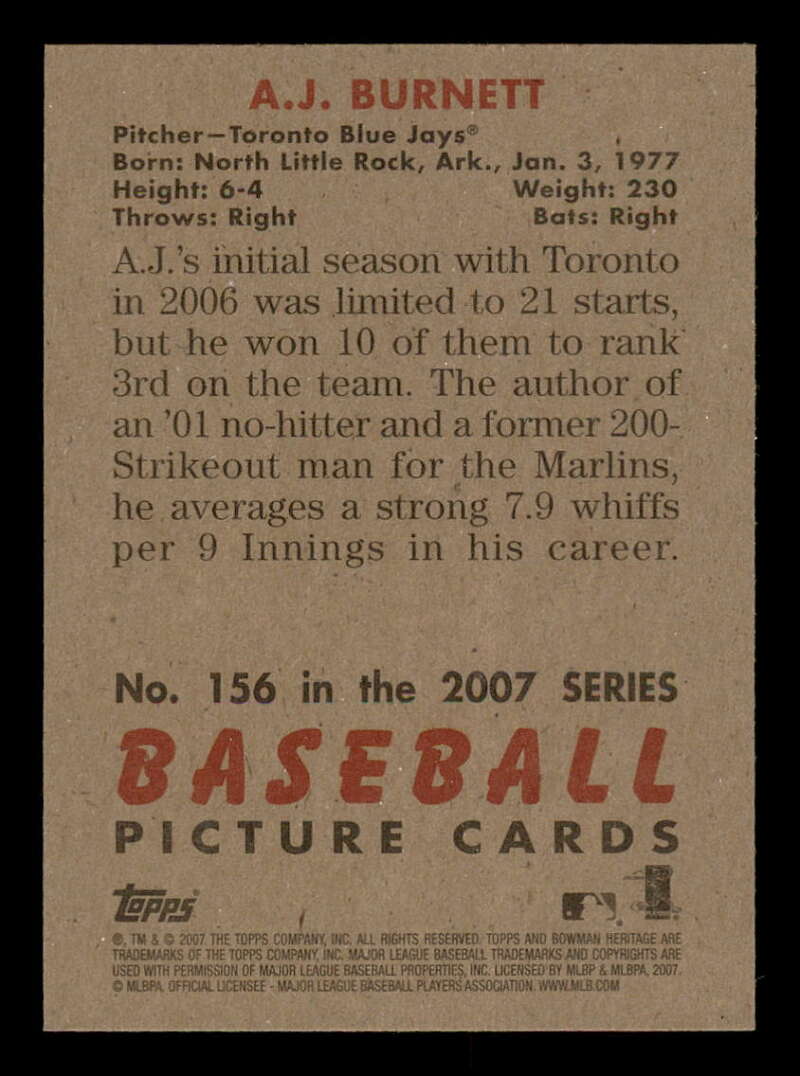 A.J. BURNETT
Pitcher—Toronto Blue Jays®
Born: North Little Rock, Ark., Jan. 3, 1977
Height: 6-4 Weight: 230
Throws: Right Bats: Right
A.J.'s initial season with Toronto
in 2006 was limited to 21 starts,
but he won 10 of them to rank
3rd on the team. The author of
an '01 no-hitter and a former 200-
Strikeout man for the Marlins,
he averages a strong 7.9 whiffs
per 9 Innings in his career.
No. 156 in the 2007 SERIES
BASEBALL
PICTURE CARDS
topps
®, TM & © 2007 THE TOPPS COMPANY, INC. ALL RIGHTS RESERVED. TOPPS AND BOWMAN HERITAGE ARE
TRADEMARKS OF THE TOPPS COMPANY, INC. MAJOR LEAGUE BASEBALL TRADEMARKS AND COPYRIGHTS ARE
USED WITH PERMISSION OF MAJOR LEAGUE BASEBALL PROPERTIES, INC. LICENSED BY MLBP & MLBPA, 2007.
© MLBPA, OFFICIAL LICENSEE - MAJOR LEAGUE BASEBALL PLAYERS ASSOCIATION. WWW.MLB.COM